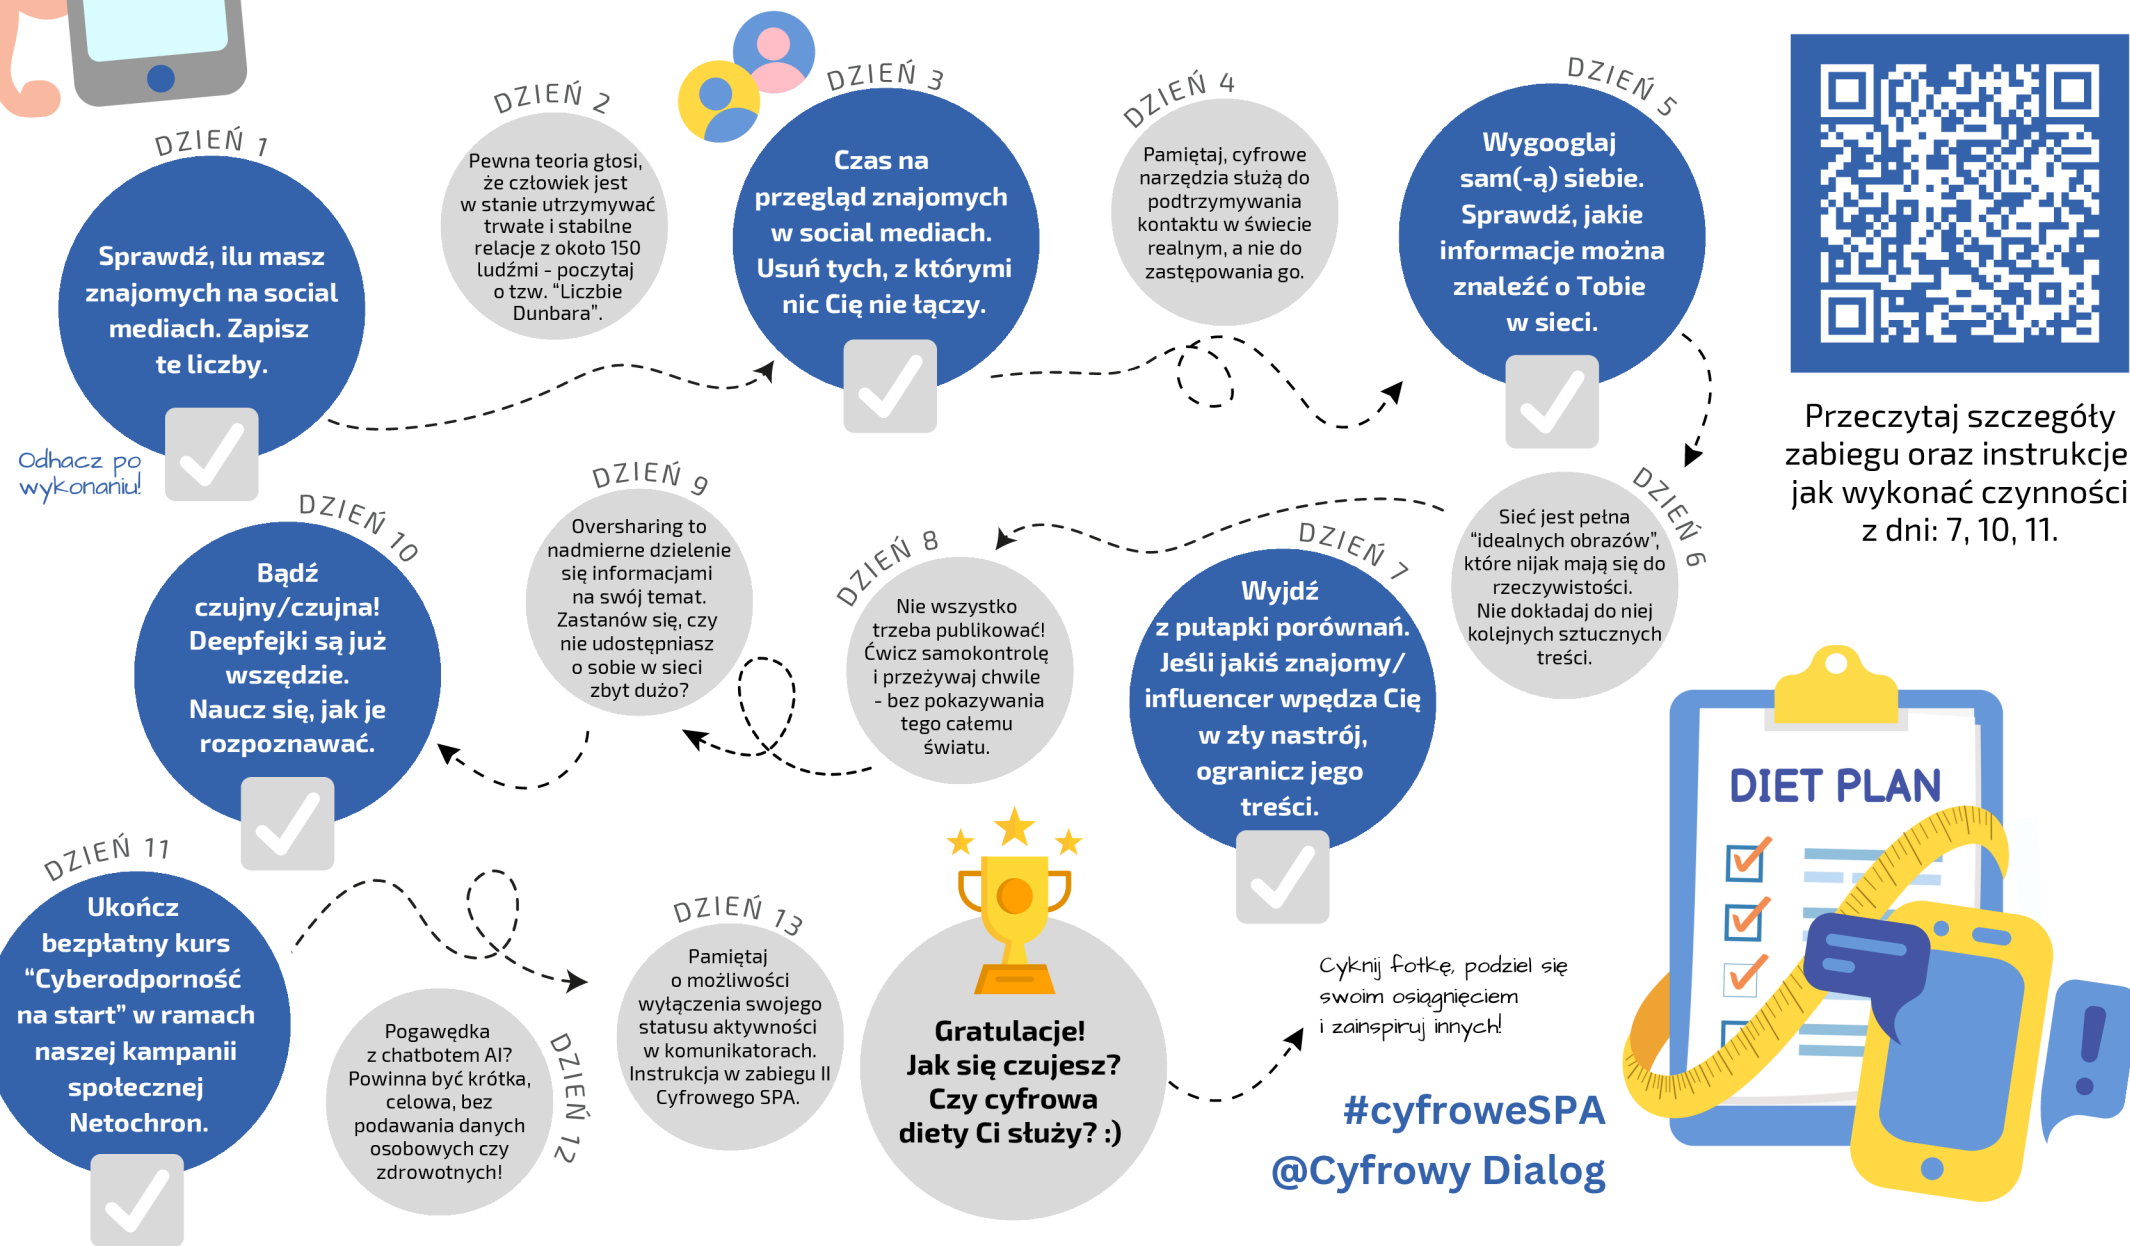 DZIEŃ 1
Sprawdź, ilu masz
znajomych na social
mediach. Zapisz
te liczby.
Odhacz po
wykonaniu!
DZIEŃ 2
Pewna teoria głosi,
że człowiek jest
w stanie utrzymywać
trwałe i stabilne
relacje z około 150
ludźmi - poczytaj
o tzw. “Liczbie
Dunbara”.
DZIEŃ 3
Czas na
przegląd znajomych
w social mediach.
Usuń tych, z którymi
nic Cię nie łączy.
DZIEŃ 4
Pamiętaj, cyfrowe
narzędzia służą do
podtrzymywania
kontaktu w świecie
realnym, a nie do
zastępowania go.
DZIEŃ 5
Wygooglaj
sam(-ą) siebie.
Sprawdź, jakie
informacje można
znaleźć o Tobie
w sieci.
Przeczytaj szczegóły
zabiegu oraz instrukcje
jak wykonać czynności
z dni: 7, 10, 11.
DZIEŃ 6
Sieć jest pełna
“idealnych obrazów”,
które nijak mają się do
rzeczywistości.
Nie dokładaj do niej
kolejnych sztucznych
treści.
DZIEŃ 7
Wyjdź
z pułapki porównań.
Jeśli jakiś znajomy/
influencer wpędza Cię
w zły nastrój,
ogranicz jego
treści.
DZIEŃ 8
Nie wszystko
trzeba publikować!
Ćwicz samokontrolę
i przeżywaj chwile
- bez pokazywania
tego całemu
światu.
DZIEŃ 9
Oversharing to
nadmierne dzielenie
się informacjami
na swój temat.
Zastanów się, czy
nie udostępniasz
o sobie w sieci
zbyt dużo?
DZIEŃ 10
Bądź
czujny/czujna!
Deepfejki są już
wszędzie.
Naucz się, jak je
rozpoznawać.
DZIEŃ 11
Ukończ
bezpłatny kurs
“Cyberodporność
na start” w ramach
naszej kampanii
społecznej
Netochron.
DZIEŃ 12
Pogawędka
z chatbotem AI?
Powinna być krótka,
celowa, bez
podawania danych
osobowych czy
zdrowotnych!
DZIEŃ 13
Pamiętaj
o możliwości
wyłączenia swojego
statusu aktywności
w komunikatorach.
Instrukcja w zabiegu II
Cyfrowego SPA.
Gratulacje!
Jak się czujesz?
Czy cyfrowa
diety Ci służy? :)
Cyknij fotkę, podziel się
swoim osiągnięciem
i zainspiruj innych!
#cyfroweSPA
@Cyfrowy Dialog
DIET PLAN